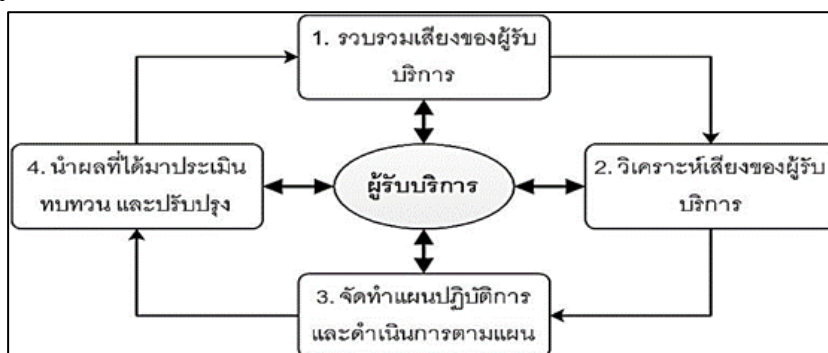 1. รวบรวมเสียงของผู้รับ
บริการ
4. นำผลที่ได้มาประเมิน
ทบทวน และปรับปรุง
ผู้รับบริการ
2. วิเคราะห์เสียงของผู้รับ
บริการ
3. จัดทำแผนปฏิบัติการ
และดำเนินการตามแผน